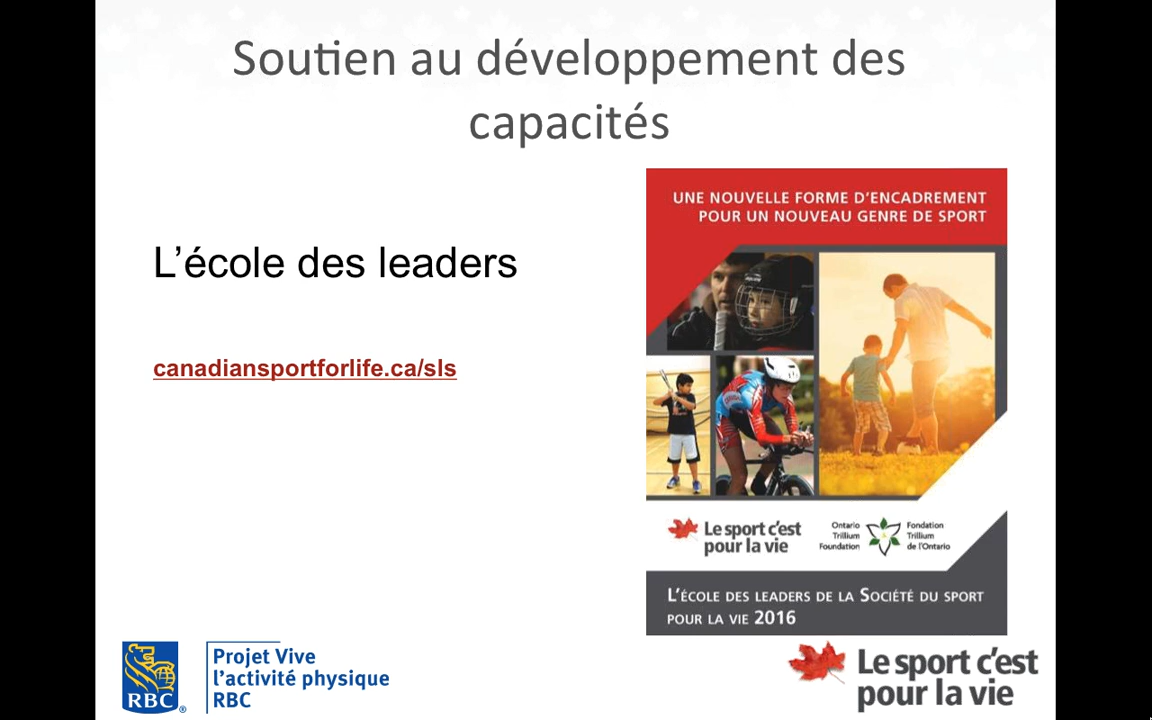 Soutien au développement des
capacités
L’école des leaders
canadiansportforlife.ca/sls
UNE NOUVELLE FORME D’ENCADREMENT
POUR UN NOUVEAU GENRE DE SPORT
Le sport c’est
pour la vie
Ontario
Trillium
Foundation
Fondation
Trillium
de l’Ontario
L’ÉCOLE DES LEADERS DE LA SOCIÉTÉ DU SPORT
POUR LA VIE 2016
RBC®
Projet Vive
l’activité physique
RBC
Le sport c’est
pour la vie